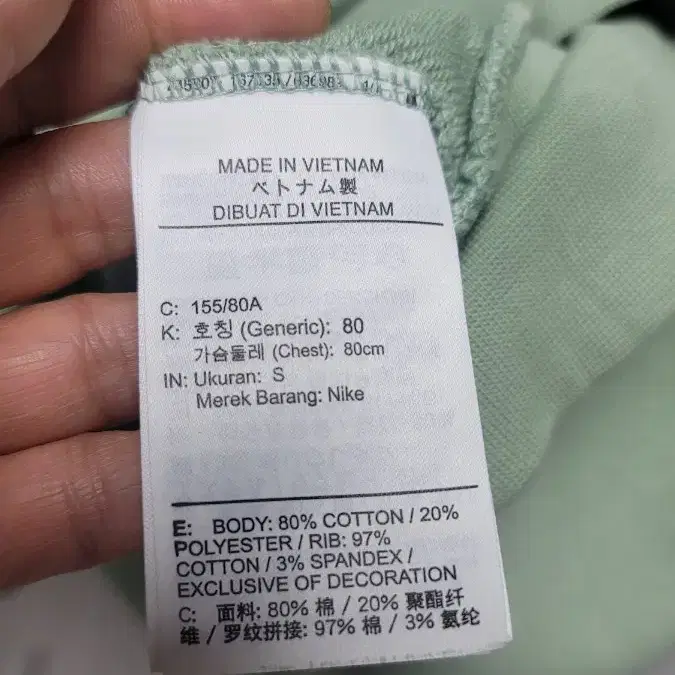 MADE IN VIETNAM
ベトナム製
DIBUAT DI VIETNAM
C: 155/80A
K: 호칭 (Generic): 80
가슴둘레 (Chest): 80cm
IN: Ukuran: S
Merek Barang: Nike
E: BODY: 80% COTTON / 20%
POLYESTER / RIB: 97%
COTTON / 3% SPANDEX /
EXCLUSIVE OF DECORATION
C: 面料: 80% 棉 / 20% 聚酯纤
维 / 罗纹拼接: 97% 棉 / 3% 氨纶